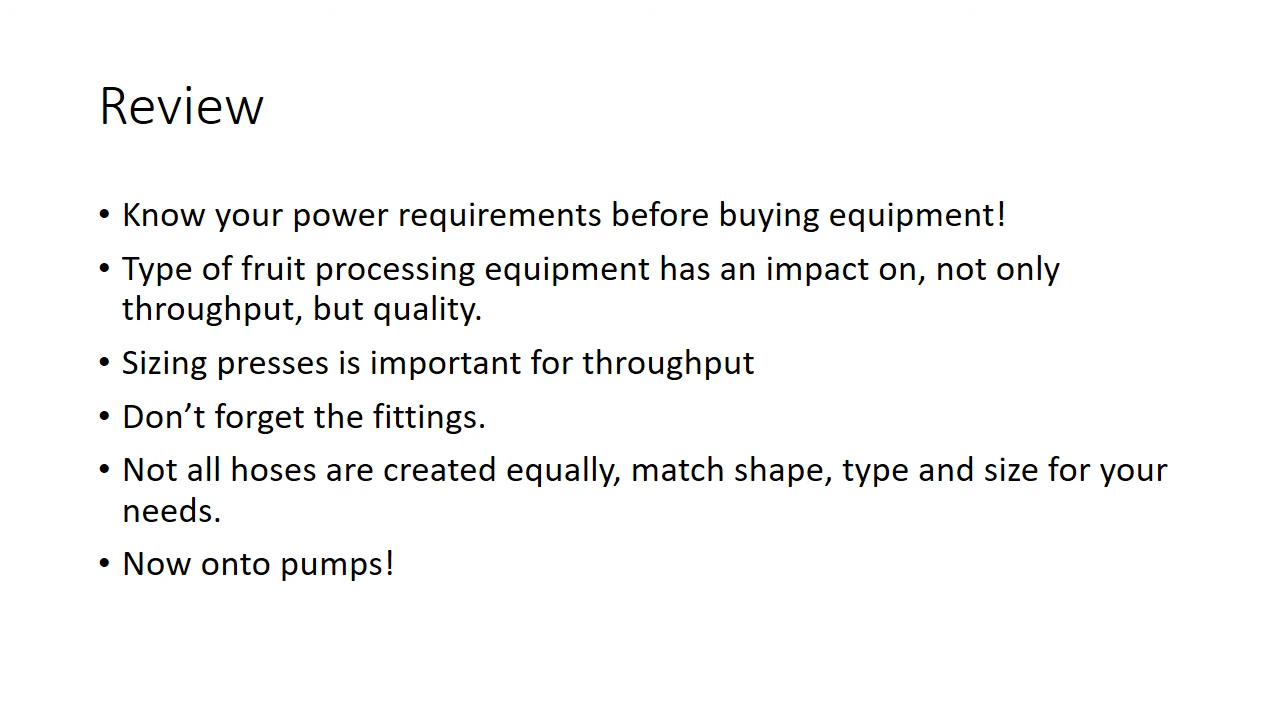 Review
• Know your power requirements before buying equipment!
• Type of fruit processing equipment has an impact on, not only
throughput, but quality.
• Sizing presses is important for throughput
• Don’t forget the fittings.
• Not all hoses are created equally, match shape, type and size for your
needs.
• Now onto pumps!